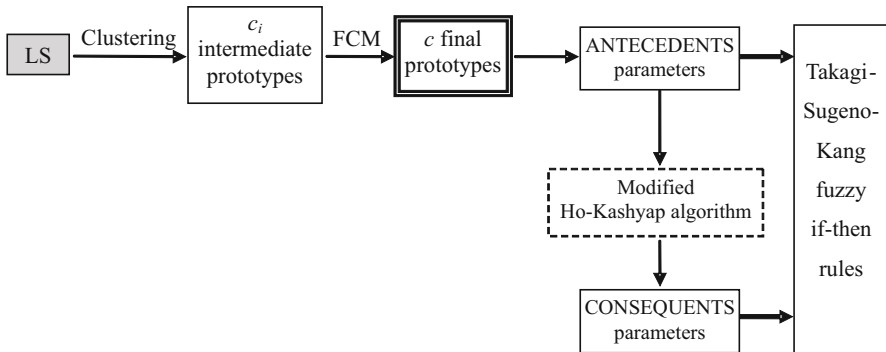 LS
Clustering
c_i
intermediate
prototypes
FCM
c final
prototypes
ANTECEDENTS
parameters
Modified
Ho-Kashyap algorithm
CONSEQUENTS
parameters
Takagi-
Sugeno-
Kang
fuzzy
if-then
rules